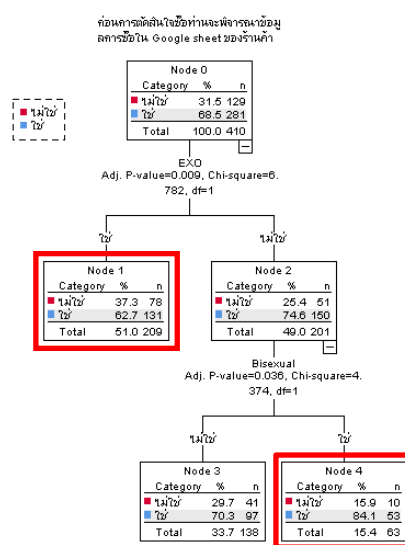 ก่อนการตัดสินใจซื้อท่านจะพิจารณาข้อมู
ลการซื้อใน Google sheet ของร้านค้า
ไม่ใช่
ใช่
Node 0
Category % n
ไม่ใช่ 31.5 129
ใช่ 68.5 281
Total 100.0 410
EXO
Adj. P-value=0.009, Chi-square=6.
782, df=1
ใช่
ไม่ใช่
Node 1
Category % n
ไม่ใช่ 37.3 78
ใช่ 62.7 131
Total 51.0 209
Node 2
Category % n
ไม่ใช่ 25.4 51
ใช่ 74.6 150
Total 49.0 201
Bisexual
Adj. P-value=0.036, Chi-square=4.
374, df=1
ไม่ใช่
ใช่
Node 3
Category % n
ไม่ใช่ 29.7 41
ใช่ 70.3 97
Total 33.7 138
Node 4
Category % n
ไม่ใช่ 15.9 10
ใช่ 84.1 53
Total 15.4 63